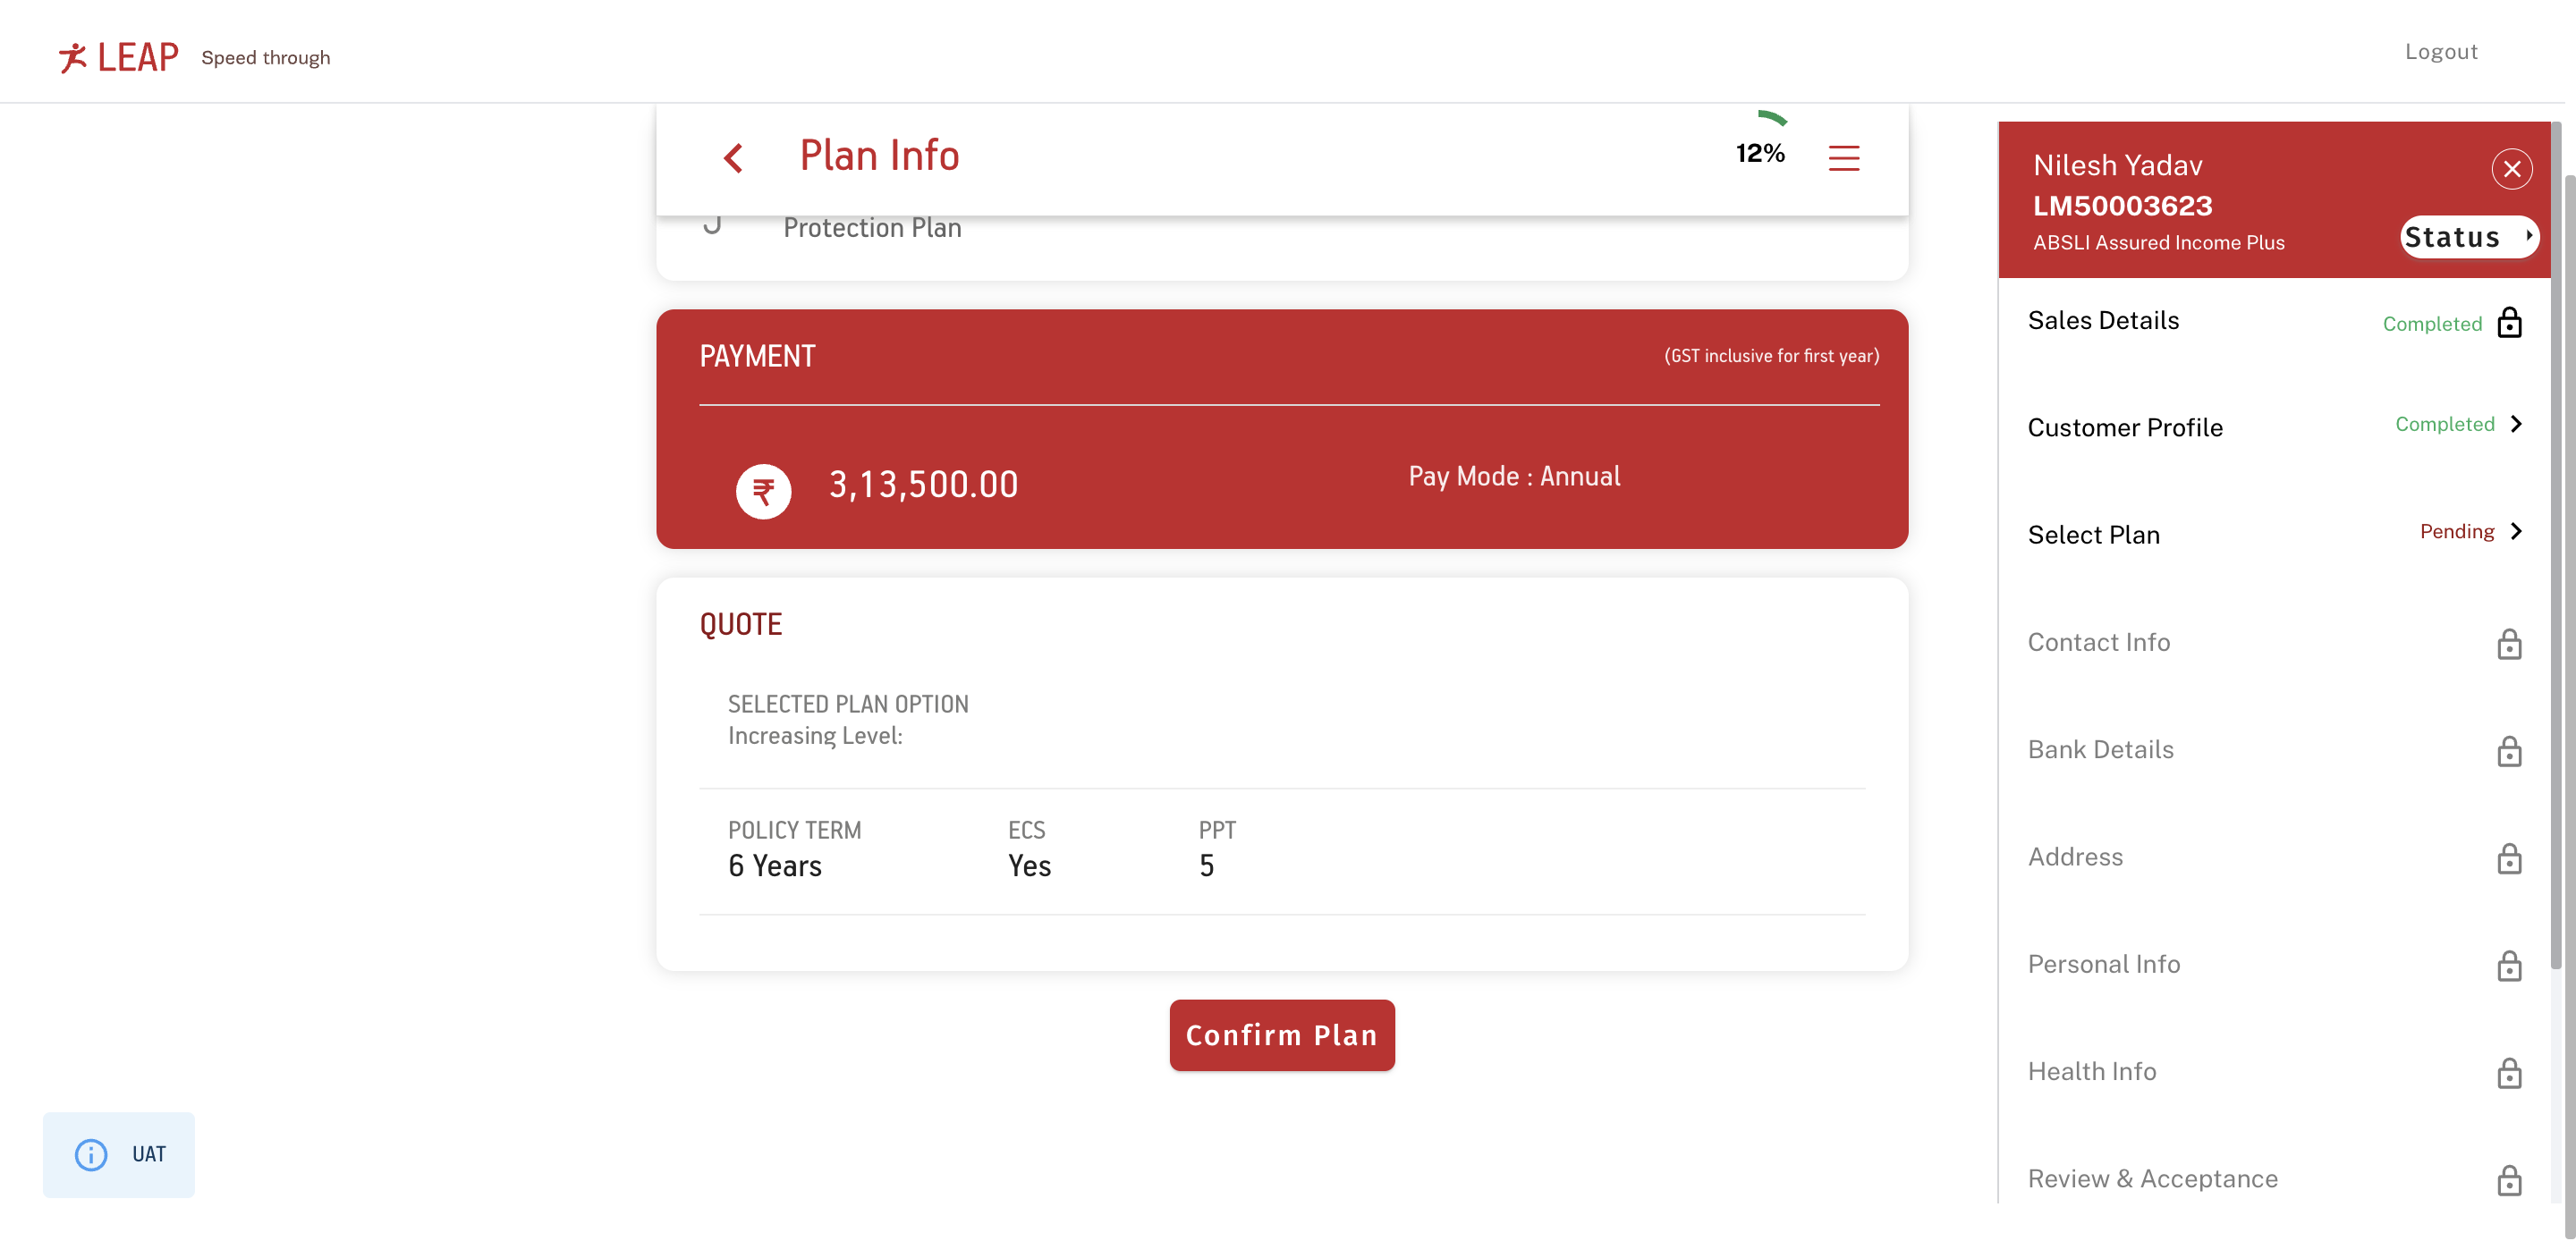 LEAP Speed through
Logout
Plan Info
12%
Protection Plan
PAYMENT
(GST inclusive for first year)
₹ 3,13,500.00
Pay Mode : Annual
QUOTE
SELECTED PLAN OPTION
Increasing Level:
POLICY TERM ECS PPT
6 Years Yes 5
Confirm Plan
UAT
Nilesh Yadav
LM50003623
ABSLI Assured Income Plus
Status
Sales Details Completed
Customer Profile Completed
Select Plan Pending
Contact Info
Bank Details
Address
Personal Info
Health Info
Review & Acceptance